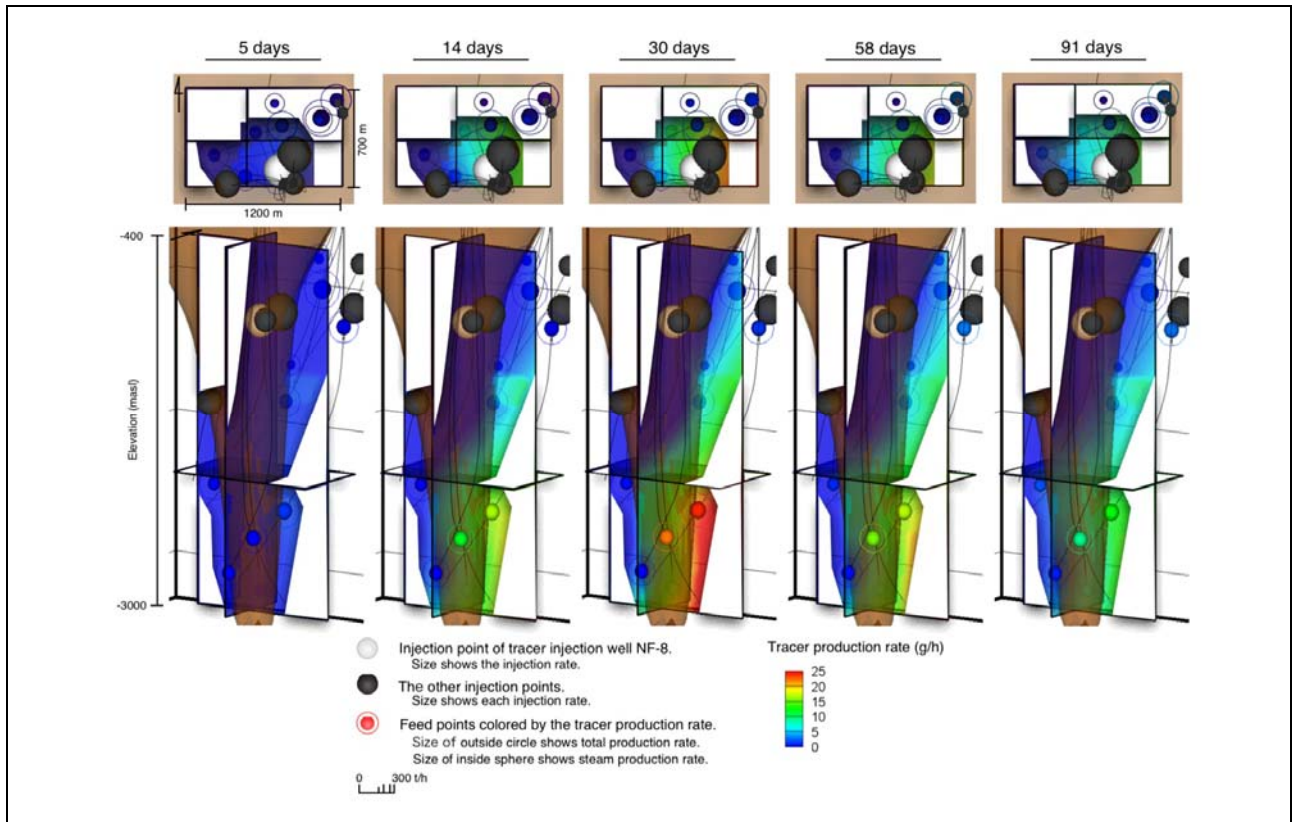 5 days
14 days
30 days
58 days
91 days
700 m
1200 m
-400
Elevation (masl)
-3000
Injection point of tracer injection well NF-8.
Size shows the injection rate.
The other injection points.
Size shows each injection rate.
Feed points colored by the tracer production rate.
Size of outside circle shows total production rate.
Size of inside sphere shows steam production rate.
0 300 t/h
Tracer production rate (g/h)
25
20
15
10
5
0